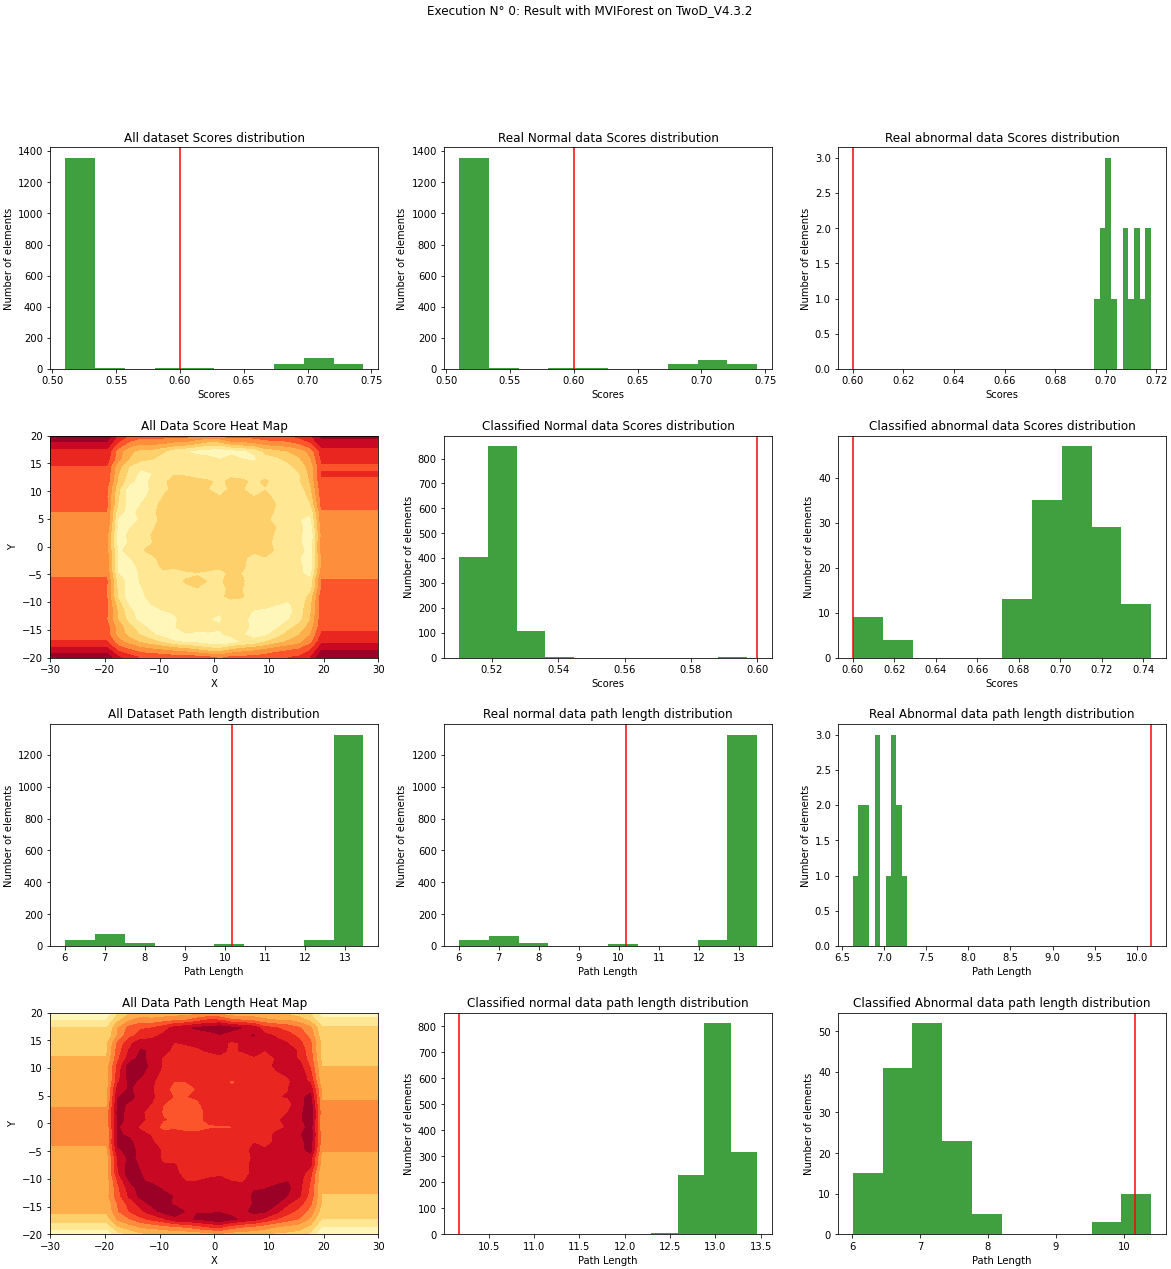 Execution N° 0: Result with MVIForest on TwoD_V4.3.2
All dataset Scores distribution
Number of elements
1400
1200
1000
800
600
400
200
0
0.50 0.55 0.60 0.65 0.70 0.75
Scores
Real Normal data Scores distribution
Number of elements
1400
1200
1000
800
600
400
200
0
0.50 0.55 0.60 0.65 0.70 0.75
Scores
Real abnormal data Scores distribution
Number of elements
3.0
2.5
2.0
1.5
1.0
0.5
0.0
0.60 0.62 0.64 0.66 0.68 0.70 0.72
Scores
All Data Score Heat Map
Y
20
15
10
5
0
−5
−10
−15
−20
−30 −20 −10 0 10 20 30
X
Classified Normal data Scores distribution
Number of elements
800
700
600
500
400
300
200
100
0
0.52 0.54 0.56 0.58 0.60
Scores
Classified abnormal data Scores distribution
Number of elements
40
30
20
10
0
0.60 0.62 0.64 0.66 0.68 0.70 0.72 0.74
Scores
All Dataset Path length distribution
Number of elements
1200
1000
800
600
400
200
0
6 7 8 9 10 11 12 13
Path Length
Real normal data path length distribution
Number of elements
1200
1000
800
600
400
200
0
6 7 8 9 10 11 12 13
Path Length
Real Abnormal data path length distribution
Number of elements
3.0
2.5
2.0
1.5
1.0
0.5
0.0
6.5 7.0 7.5 8.0 8.5 9.0 9.5 10.0
Path Length
All Data Path Length Heat Map
Y
20
15
10
5
0
−5
−10
−15
−20
−30 −20 −10 0 10 20 30
X
Classified normal data path length distribution
Number of elements
800
700
600
500
400
300
200
100
0
10.5 11.0 11.5 12.0 12.5 13.0 13.5
Path Length
Classified Abnormal data path length distribution
Number of elements
50
40
30
20
10
0
6 7 8 9 10
Path Length